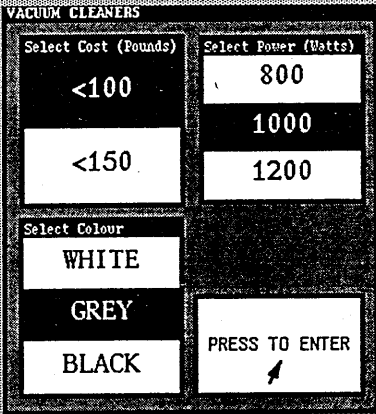 VACUUM CLEANERS
Select Cost (Pounds)
<100
<150
Select Power (Watts)
800
1000
1200
Select Colour
WHITE
GREY
BLACK
PRESS TO ENTER